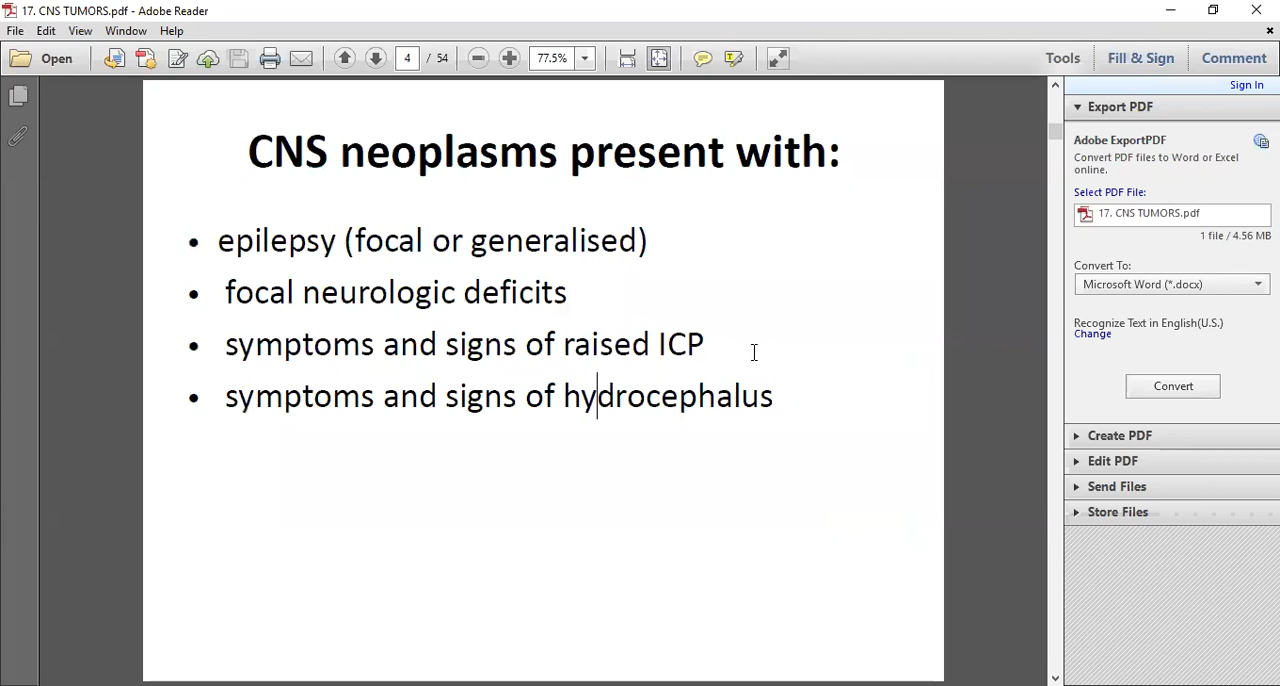 17. CNS TUMORS.pdf - Adobe Reader
File Edit View Window Help
Open 4 / 54 77.5% Tools Fill & Sign Comment
Sign In
CNS neoplasms present with:
• epilepsy (focal or generalised)
• focal neurologic deficits
• symptoms and signs of raised ICP
• symptoms and signs of hydrocephalus
Export PDF
Adobe ExportPDF
Convert PDF files to Word or Excel
online.
Select PDF File:
17. CNS TUMORS.pdf
1 file / 4.56 MB
Convert To:
Microsoft Word (*.docx)
Recognize Text in English(U.S.)
Change
Convert
Create PDF
Edit PDF
Send Files
Store Files